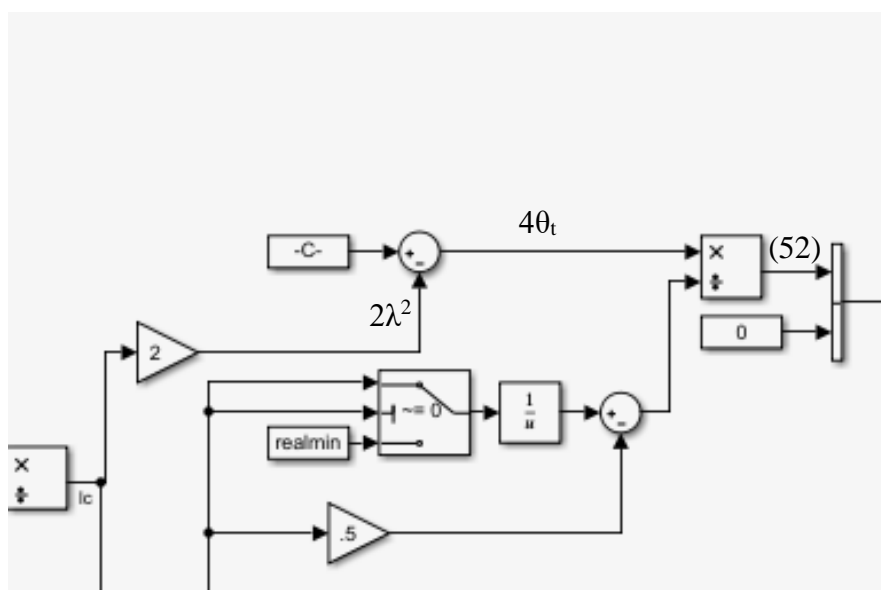 4θₜ
(52)
-C-
+
-
×
÷
2λ²
0
2
~= 0
1
u
+
-
realmin
×
÷
Ic
.5